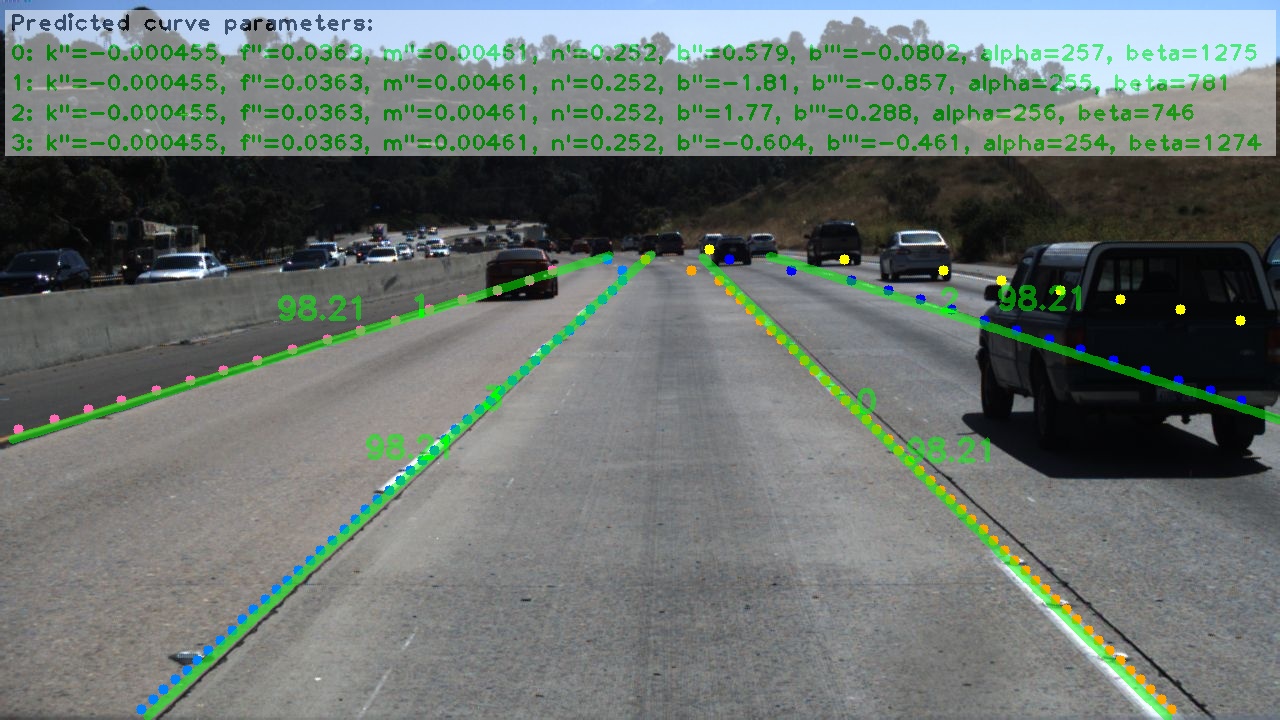 Predicted curve parameters:
0: k''=-0.000455, f''=0.0363, m''=0.00461, n'=0.252, b''=0.579, b'''=-0.0802, alpha=257, beta=1275
1: k''=-0.000455, f''=0.0363, m''=0.00461, n'=0.252, b''=-1.81, b'''=-0.857, alpha=255, beta=781
2: k''=-0.000455, f''=0.0363, m''=0.00461, n'=0.252, b''=1.77, b'''=0.288, alpha=256, beta=746
3: k''=-0.000455, f''=0.0363, m''=0.00461, n'=0.252, b''=-0.604, b'''=-0.461, alpha=254, beta=1274
98.21 1
2 98.21
3
0
98.21
98.21